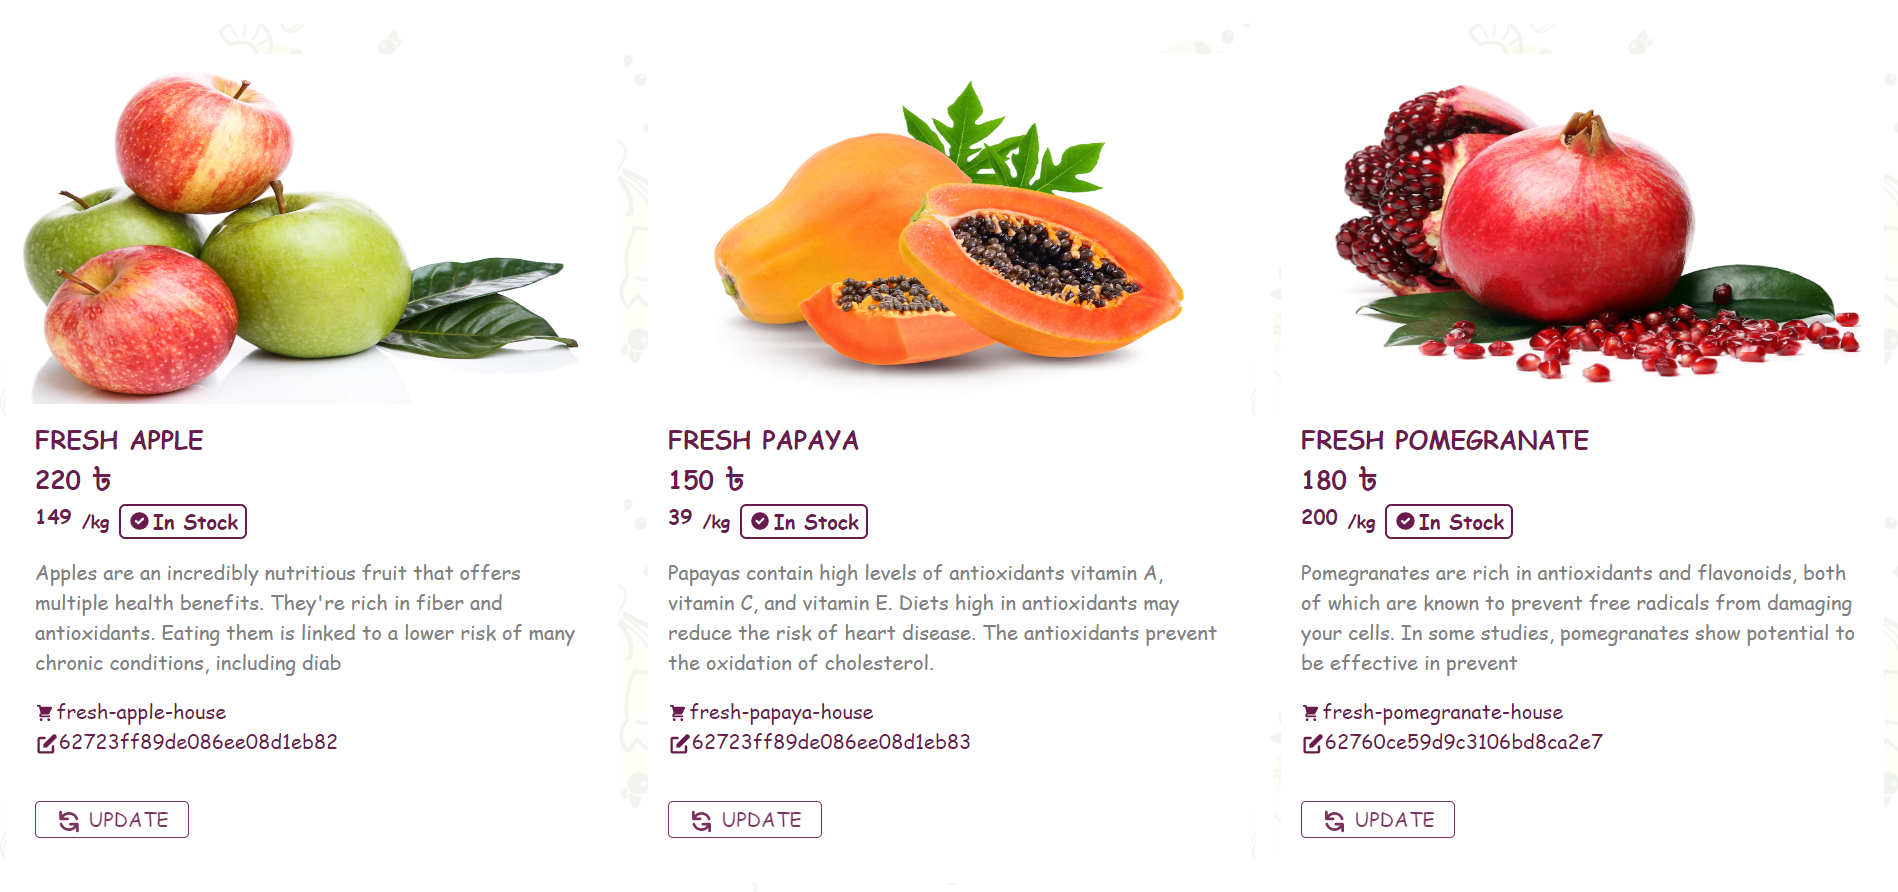 FRESH APPLE
220 ৳
149 /kg In Stock
Apples are an incredibly nutritious fruit that offers
multiple health benefits. They're rich in fiber and
antioxidants. Eating them is linked to a lower risk of many
chronic conditions, including diab
fresh-apple-house
62723ff89de086ee08d1eb82
UPDATE
FRESH PAPAYA
150 ৳
39 /kg In Stock
Papayas contain high levels of antioxidants vitamin A,
vitamin C, and vitamin E. Diets high in antioxidants may
reduce the risk of heart disease. The antioxidants prevent
the oxidation of cholesterol.
fresh-papaya-house
62723ff89de086ee08d1eb83
UPDATE
FRESH POMEGRANATE
180 ৳
200 /kg In Stock
Pomegranates are rich in antioxidants and flavonoids, both
of which are known to prevent free radicals from damaging
your cells. In some studies, pomegranates show potential to
be effective in prevent
fresh-pomegranate-house
62760ce59d9c3106bd8ca2e7
UPDATE